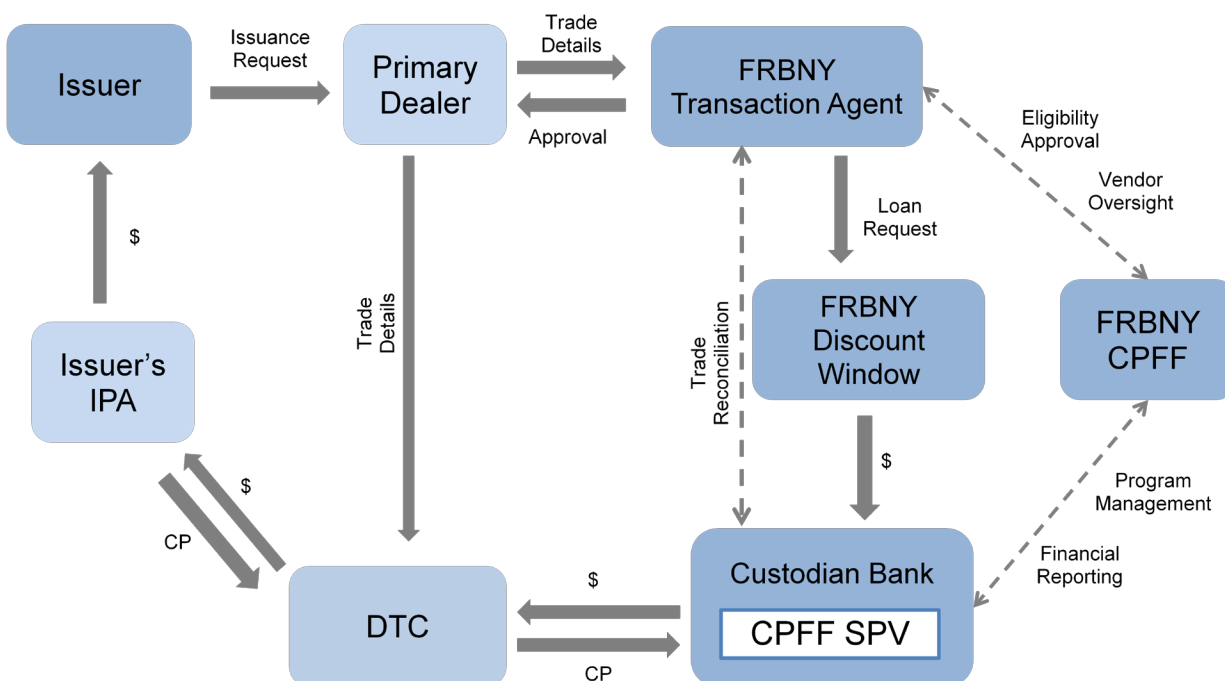 Issuer
Issuance
Request
Primary
Dealer
Trade
Details
Approval
FRBNY
Transaction Agent
Eligibility
Approval
Vendor
Oversight
$
Loan
Request
Trade
Details
Trade
Reconciliation
FRBNY
Discount
Window
FRBNY
CPFF
Issuer's
IPA
$
CP
$
Program
Management
Financial
Reporting
DTC
$
CP
Custodian Bank
CPFF SPV